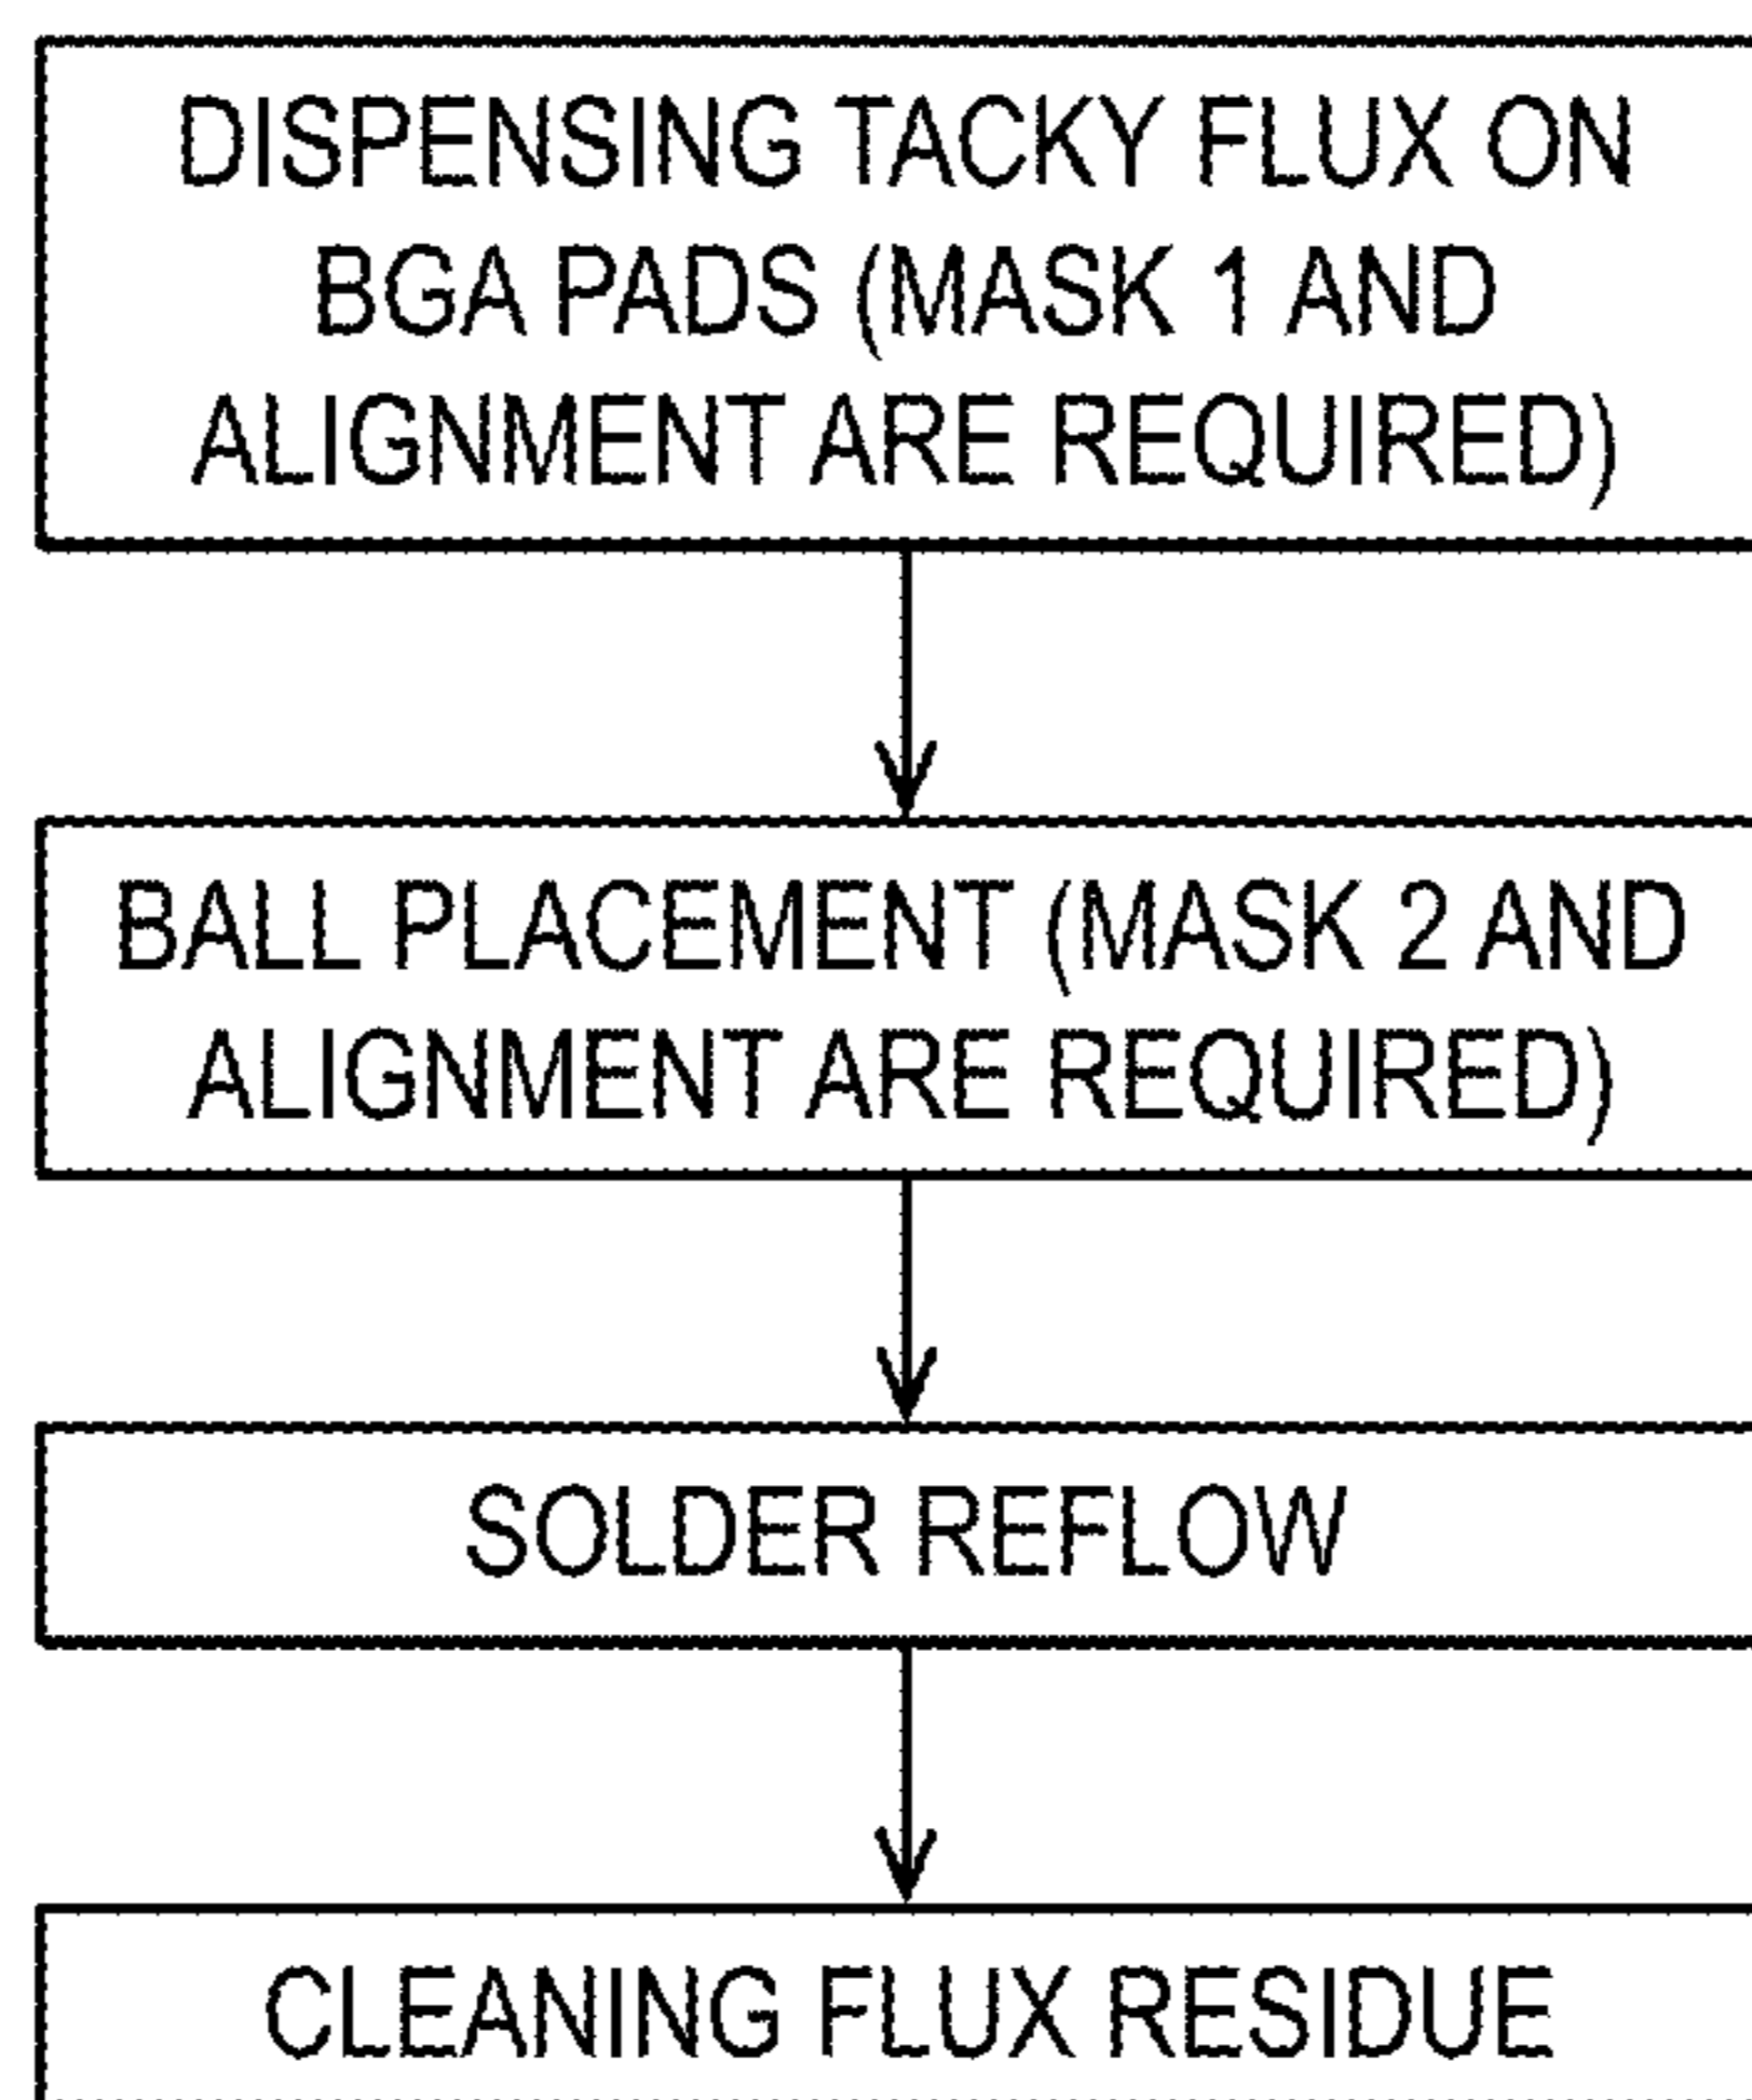 DISPENSING TACKY FLUX ON
BGA PADS (MASK 1 AND
ALIGNMENT ARE REQUIRED)
BALL PLACEMENT (MASK 2 AND
ALIGNMENT ARE REQUIRED)
SOLDER REFLOW
CLEANING FLUX RESIDUE